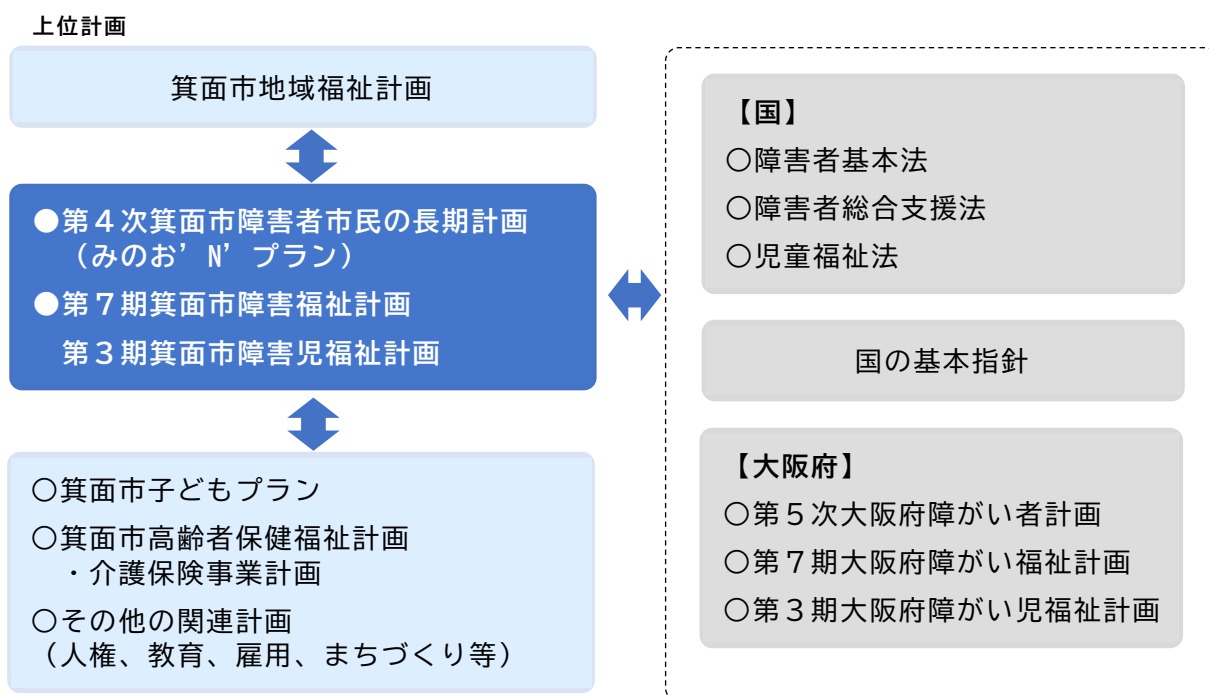 上位計画
箕面市地域福祉計画
●第４次箕面市障害者市民の長期計画
（みのお’N’プラン）
●第７期箕面市障害福祉計画
第３期箕面市障害児福祉計画
○箕面市子どもプラン
○箕面市高齢者保健福祉計画
・介護保険事業計画
○その他の関連計画
（人権、教育、雇用、まちづくり等）
【国】
○障害者基本法
○障害者総合支援法
○児童福祉法
国の基本指針
【大阪府】
○第５次大阪府障がい者計画
○第７期大阪府障がい福祉計画
○第３期大阪府障がい児福祉計画